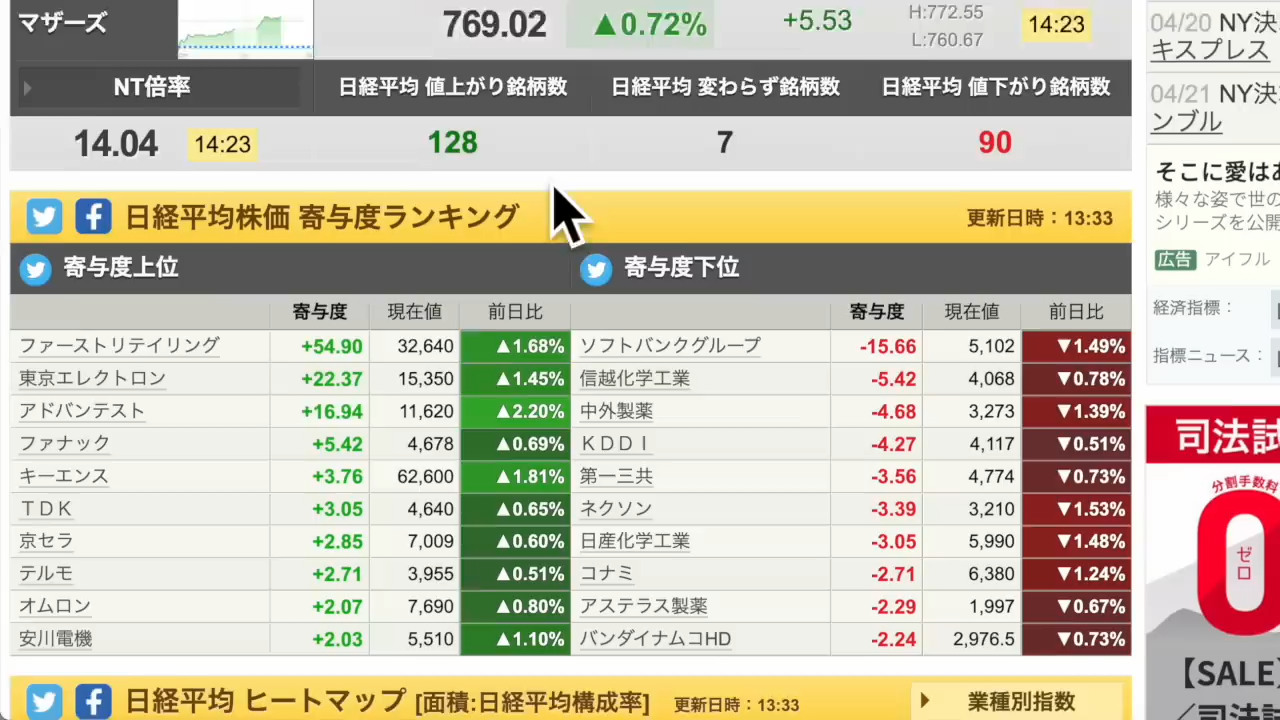 マザーズ 769.02 ▲0.72% +5.53 H:772.55 L:760.67 14:23
NT倍率 日経平均 値上がり銘柄数 日経平均 変わらず銘柄数 日経平均 値下がり銘柄数
14.04 14:23 128 7 90
日経平均株価 寄与度ランキング 更新日時：13:33
寄与度上位 寄与度下位
寄与度 現在値 前日比 寄与度 現在値 前日比
ファーストリテイリング +54.90 32,640 ▲1.68% ソフトバンクグループ -15.66 5,102 ▼1.49%
東京エレクトロン +22.37 15,350 ▲1.45% 信越化学工業 -5.42 4,068 ▼0.78%
アドバンテスト +16.94 11,620 ▲2.20% 中外製薬 -4.68 3,273 ▼1.39%
ファナック +5.42 4,678 ▲0.69% ＫＤＤＩ -4.27 4,117 ▼0.51%
キーエンス +3.76 62,600 ▲1.81% 第一三共 -3.56 4,774 ▼0.73%
ＴＤＫ +3.05 4,640 ▲0.65% ネクソン -3.39 3,210 ▼1.53%
京セラ +2.85 7,009 ▲0.60% 日産化学工業 -3.05 5,990 ▼1.48%
テルモ +2.71 3,955 ▲0.51% コナミ -2.71 6,380 ▼1.24%
オムロン +2.07 7,690 ▲0.80% アステラス製薬 -2.29 1,997 ▼0.67%
安川電機 +2.03 5,510 ▲1.10% バンダイナムコHD -2.24 2,976.5 ▼0.73%
日経平均 ヒートマップ [面積:日経平均構成率] 更新日時：13:33 業種別指数
04/20 NY決
キスプレス
04/21 NY決
ンブル
そこに愛はあ
様々な姿で世の
シリーズを公開
広告 アイフル
経済指標：
指標ニュース：
司法試
分割手数料
0
ゼロ
【SALE】
／司法試